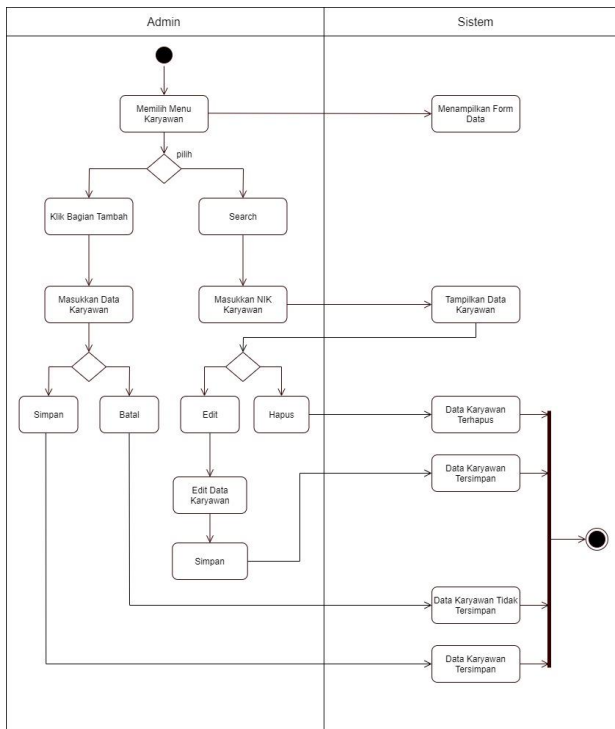 Admin
Sistem
Memilih Menu
Karyawan
Menampilkan Form
Data
pilih
Klik Bagian Tambah
Search
Masukkan Data
Karyawan
Masukkan NIK
Karyawan
Tampilkan Data
Karyawan
Simpan
Batal
Edit
Hapus
Data Karyawan
Terhapus
Edit Data
Karyawan
Data Karyawan
Tersimpan
Simpan
Data Karyawan Tidak
Tersimpan
Data Karyawan
Tersimpan